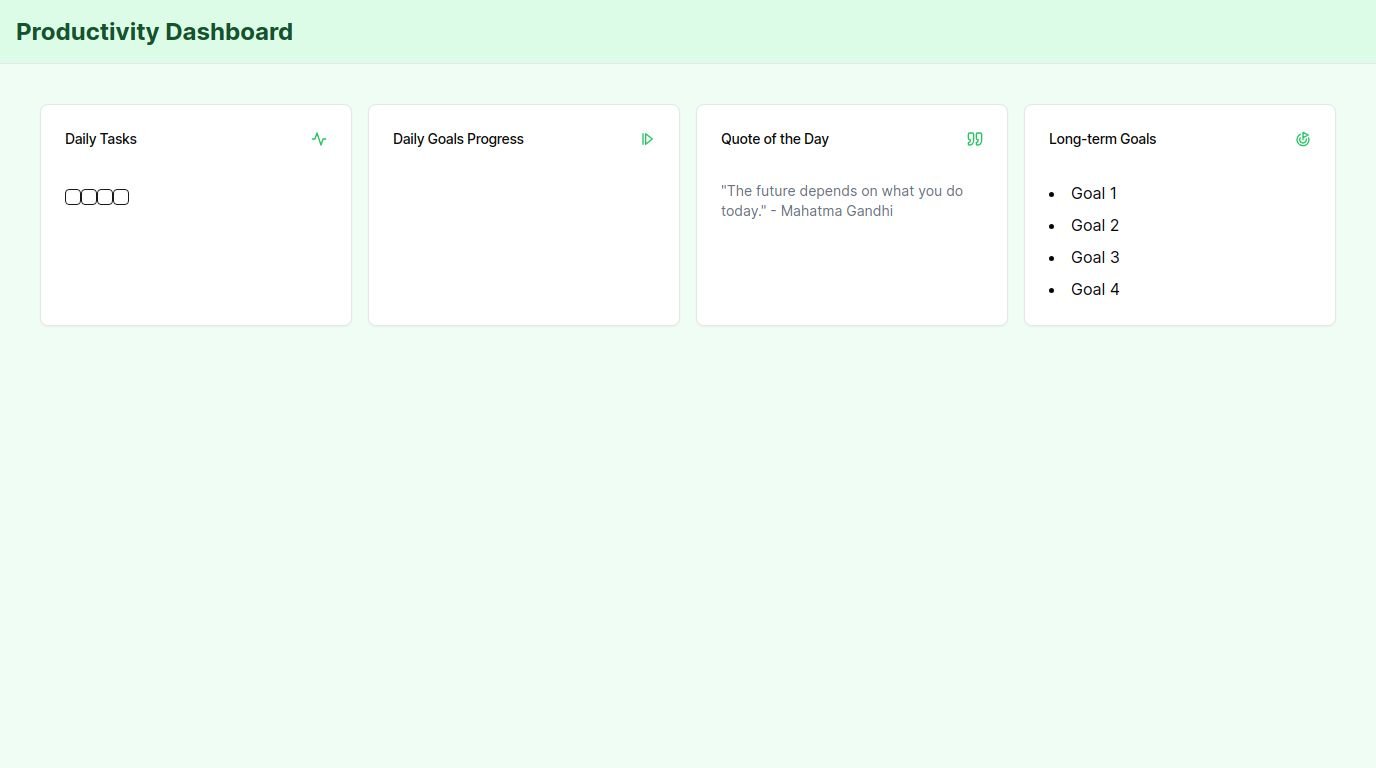 Productivity Dashboard
Daily Tasks
Daily Goals Progress
Quote of the Day
"The future depends on what you do
today." - Mahatma Gandhi
Long-term Goals
Goal 1
Goal 2
Goal 3
Goal 4